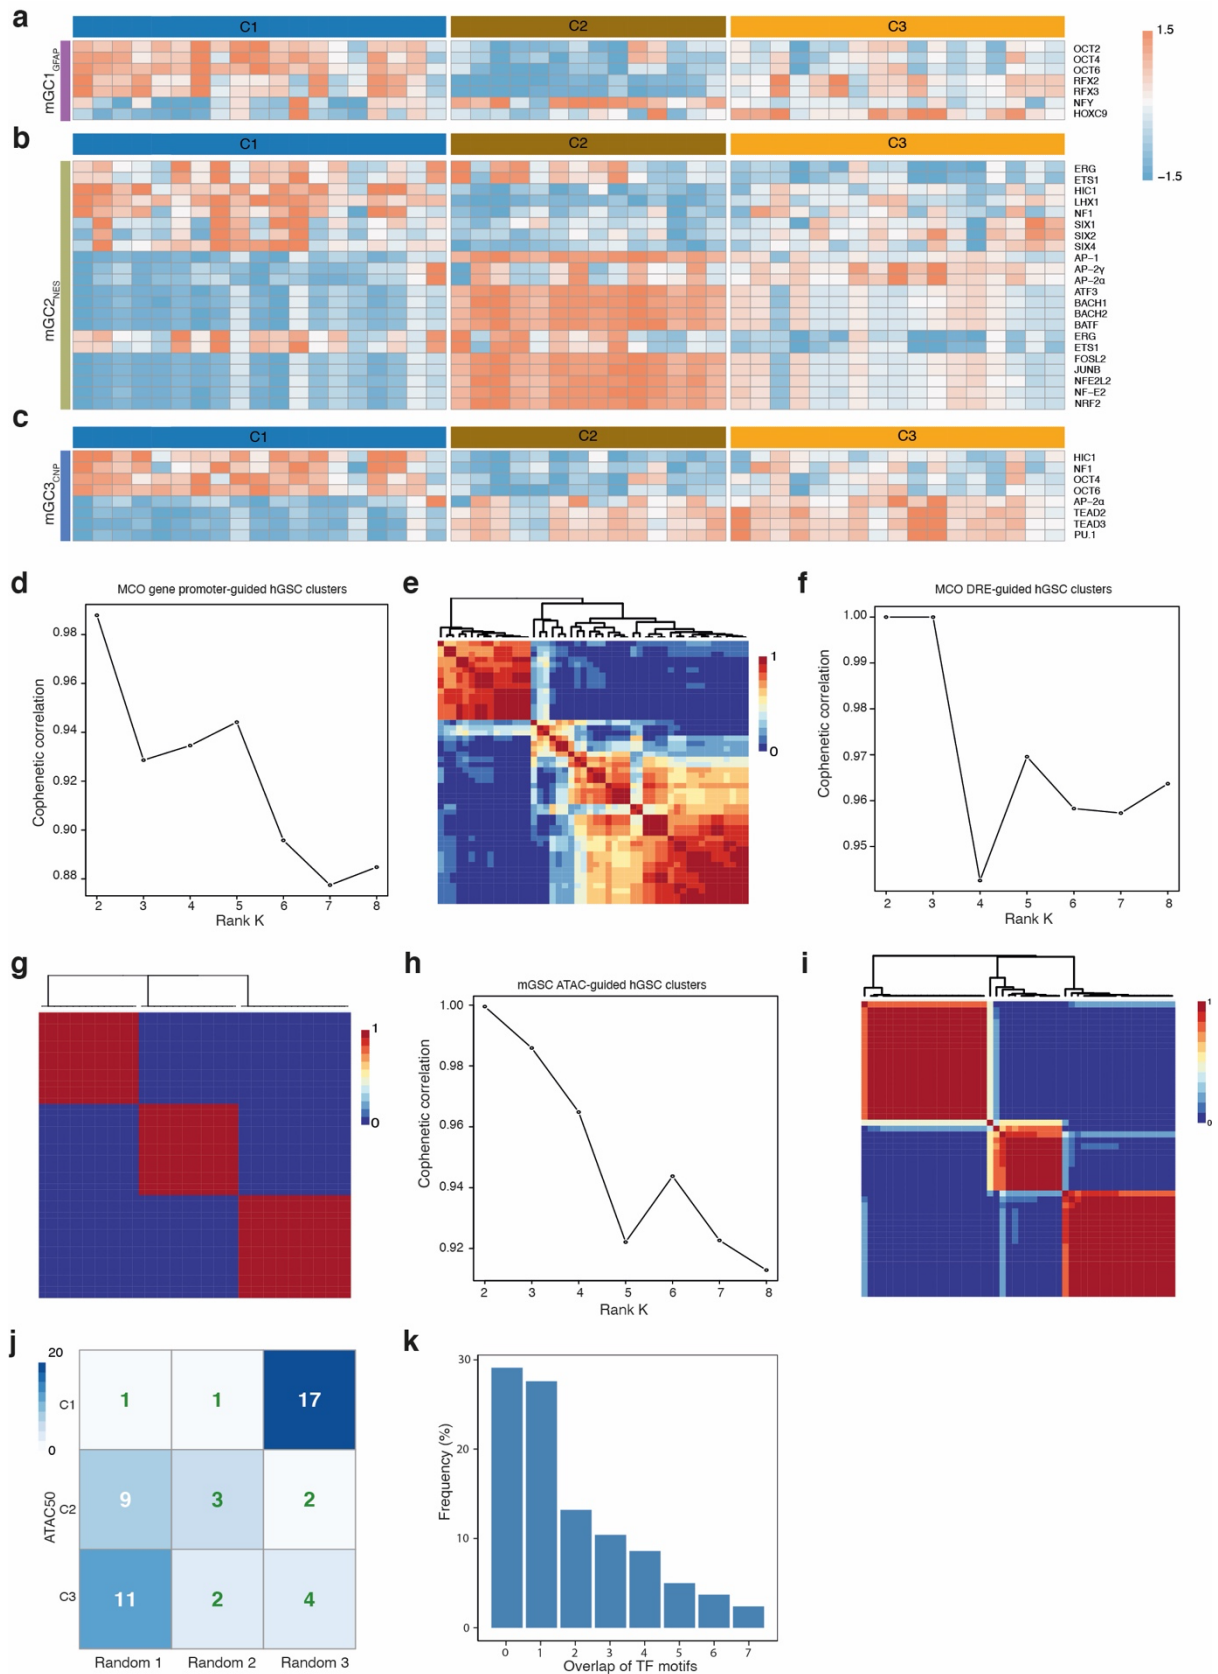 a
C1 C2 C3
1.5
−1.5
mGC1GFAP
OCT2
OCT4
OCT6
RFX2
RFX3
NFY
HOXC9
b
C1 C2 C3
mGC2NES
ERG
ETS1
HIC1
LHX1
NF1
SIX1
SIX2
SIX4
AP-1
AP-2γ
AP-2α
ATF3
BACH1
BACH2
BATF
ERG
ETS1
FOSL2
JUNB
NFE2L2
NF-E2
NRF2
c
C1 C2 C3
mGC3CNP
HIC1
NF1
OCT4
OCT6
AP-2α
TEAD2
TEAD3
PU.1
d
MCO gene promoter-guided hGSC clusters
Cophenetic correlation
0.98
0.96
0.94
0.92
0.90
0.88
2 3 4 5 6 7 8
Rank K
e
1
0
f
MCO DRE-guided hGSC clusters
Cophenetic correlation
1.00
0.99
0.98
0.97
0.96
0.95
2 3 4 5 6 7 8
Rank K
g
1
0
h
mGSC ATAC-guided hGSC clusters
Cophenetic correlation
1.00
0.98
0.96
0.94
0.92
2 3 4 5 6 7 8
Rank K
i
1
0
j
20
0
ATAC50
C1 1 1 17
C2 9 3 2
C3 11 2 4
Random 1 Random 2 Random 3
k
Frequency (%)
30
20
10
0
0 1 2 3 4 5 6 7
Overlap of TF motifs